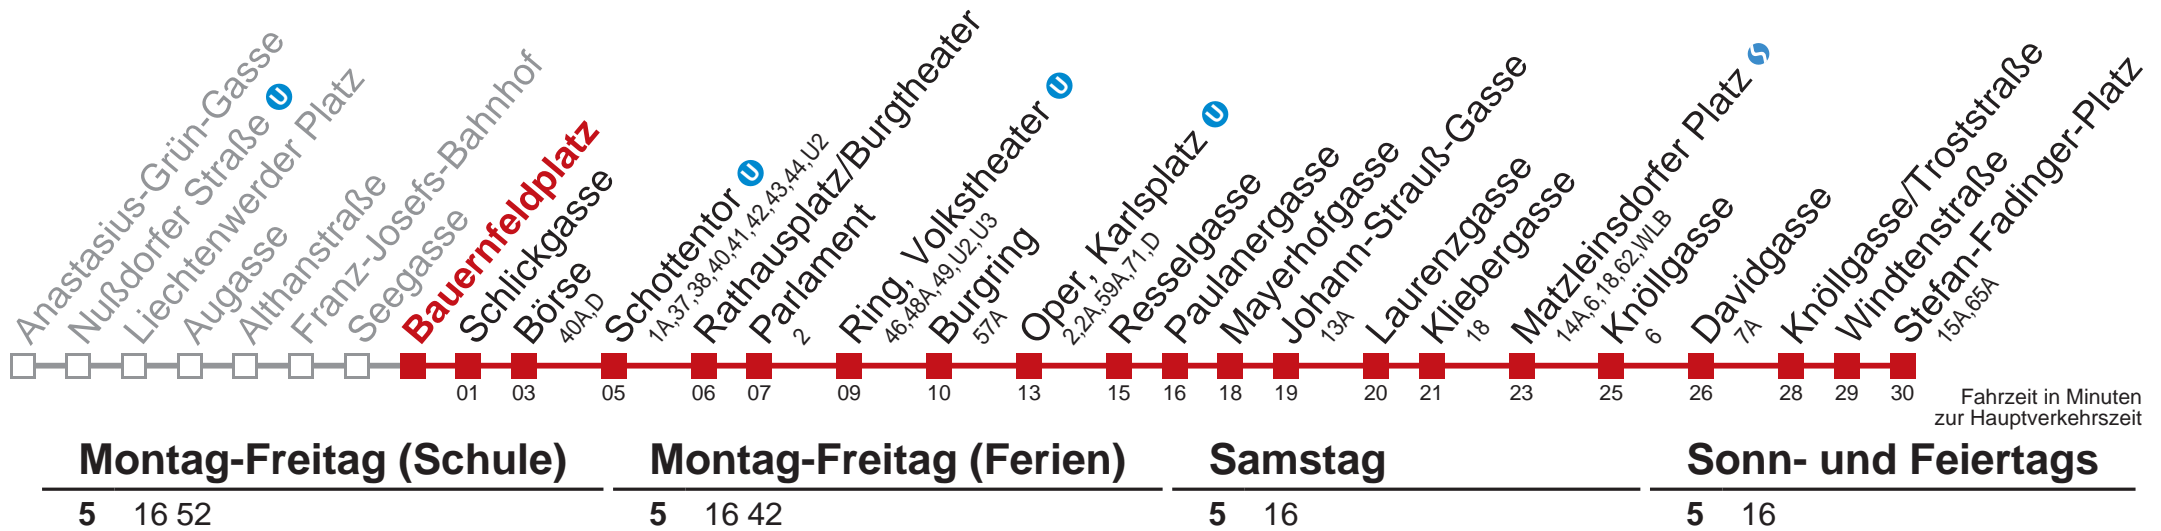 Anastasius-Grün-Gasse
Nußdorfer Straße U
Liechtenwerder Platz
Augasse
Althanstraße
Franz-Josefs-Bahnhof
Seegasse
Bauernfeldplatz
Schlickgasse
Börse
40A,D
Schottentor U
1A,37,38,40,41,42,43,44,U2
Rathausplatz/Burgtheater
Parlament
2
Ring, Volkstheater U
46,48A,49,U2,U3
Burgring
57A
Oper, Karlsplatz U
2,2A,59A,71,D
Resselgasse
Paulanergasse
Mayerhofgasse
Johann-Strauß-Gasse
13A
Laurenzgasse
Kliebergasse
18
Matzleinsdorfer Platz
14A,6,18,62,WLB
Knöllgasse
6
Davidgasse
7A
Knöllgasse/Troststraße
Windtenstraße
Stefan-Fadinger-Platz
15A,65A
01 03 05 06 07 09 10 13 15 16 18 19 20 21 23 25 26 28 29 30
Fahrzeit in Minuten
zur Hauptverkehrszeit
Montag-Freitag (Schule) Montag-Freitag (Ferien) Samstag Sonn- und Feiertags
5 16 52 5 16 42 5 16 5 16